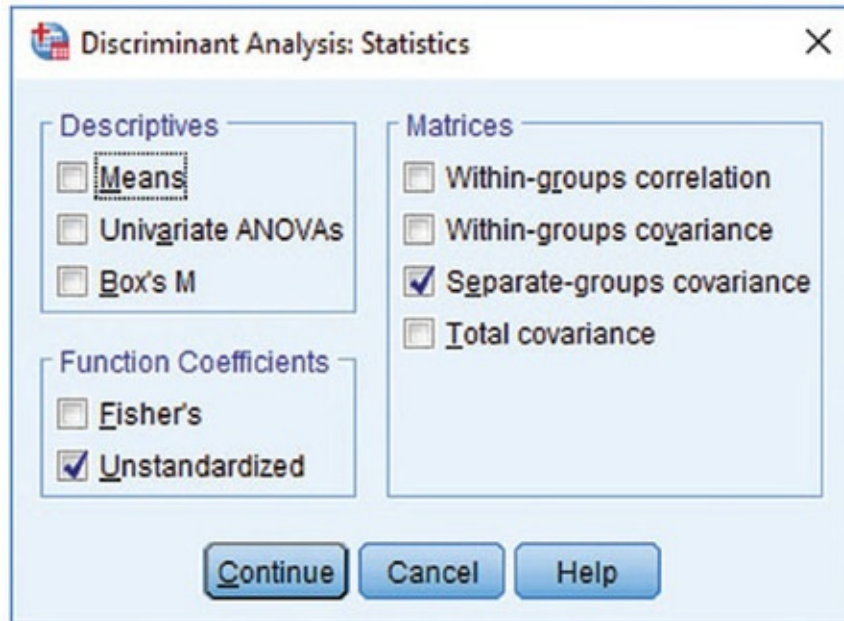 Discriminant Analysis: Statistics
Descriptives
Means
Univariate ANOVAs
Box's M
Function Coefficients
Fisher's
Unstandardized
Matrices
Within-groups correlation
Within-groups covariance
Separate-groups covariance
Total covariance
Continue
Cancel
Help